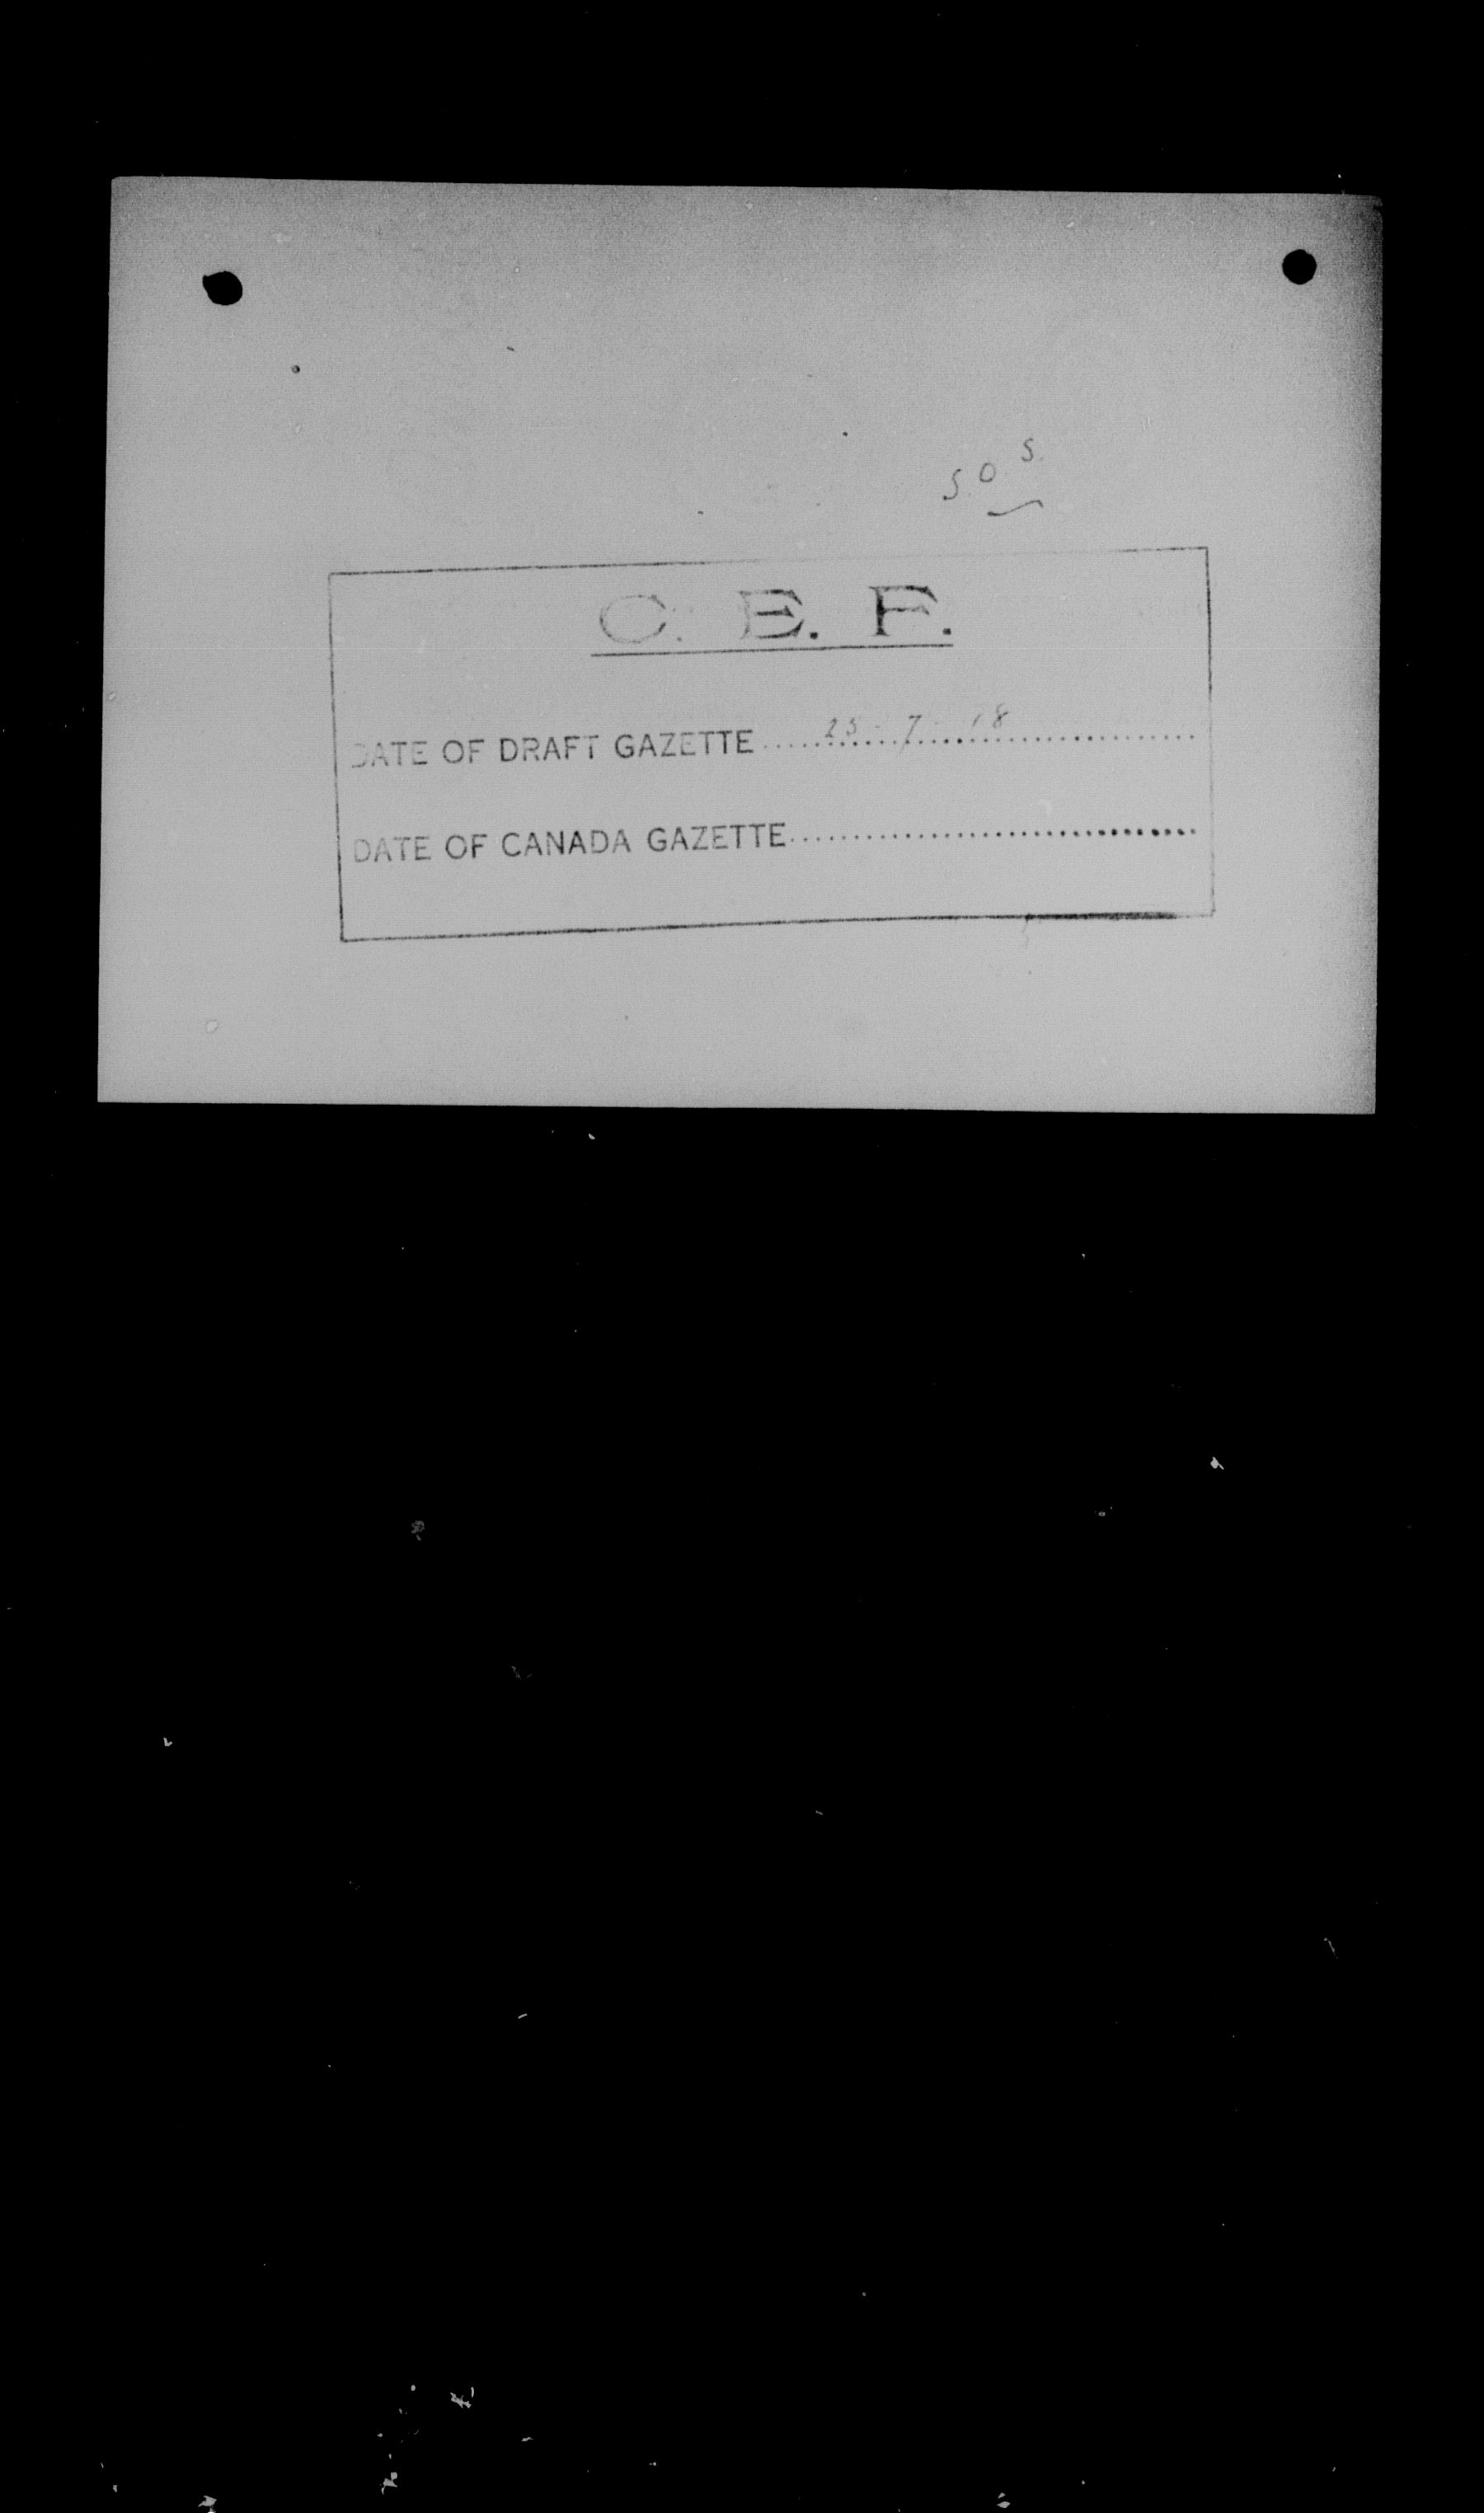 S.O.S.
C. E. F.
DATE OF DRAFT GAZETTE 25-7-18
DATE OF CANADA GAZETTE